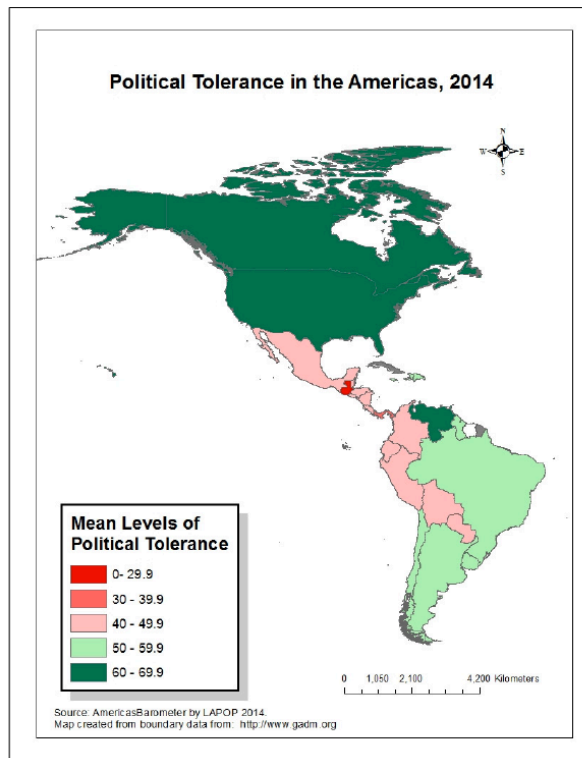 Political Tolerance in the Americas, 2014
N
W E
S
Mean Levels of
Political Tolerance
0- 29.9
30 - 39.9
40 - 49.9
50 - 59.9
60 - 69.9
0 1,050 2,100 4,200 Kilometers
Source: AmericasBarometer by LAPOP 2014.
Map created from boundary data from: http://www.gadm.org